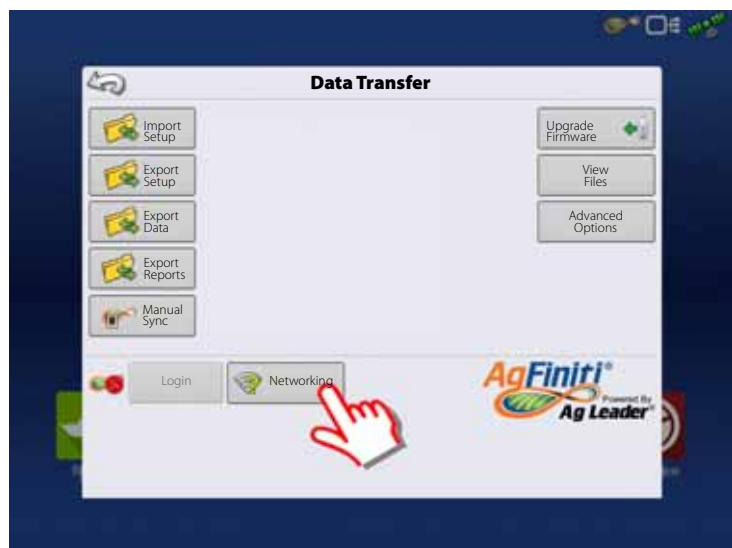 Data Transfer
Import
Setup
Export
Setup
Export
Data
Export
Reports
Manual
Sync
Upgrade
Firmware
View
Files
Advanced
Options
Login
Networking
AgFiniti®
Powered By
Ag Leader®